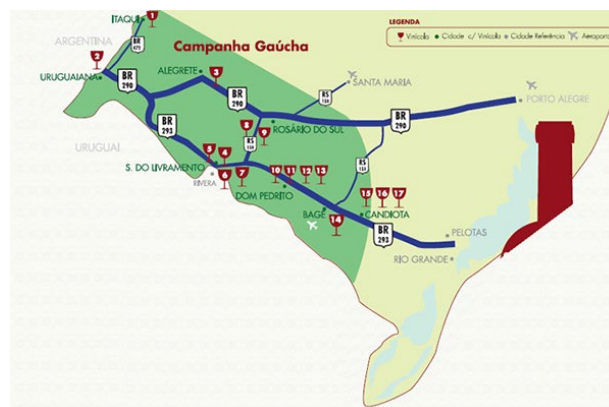 LEGENDA
Vinícola
Cidade c/ Vinícola
Cidade Referência
Aeroporto
ITAQUI
1
ARGENTINA
BR
472
Campanha Gaúcha
2
URUGUAIANA
BR
290
ALEGRETE
3
BR
290
SANTA MARIA
RS
158
PORTO ALEGRE
BR
290
BR
293
8
9
ROSÁRIO DO SUL
URUGUAI
RS
5
4
S. DO LIVRAMENTO
RIVERA
6
7
10
11
12
13
DOM PEDRITO
RS
153
BAGÉ
14
15
16
17
CANDIOTA
BR
293
PELOTAS
RIO GRANDE